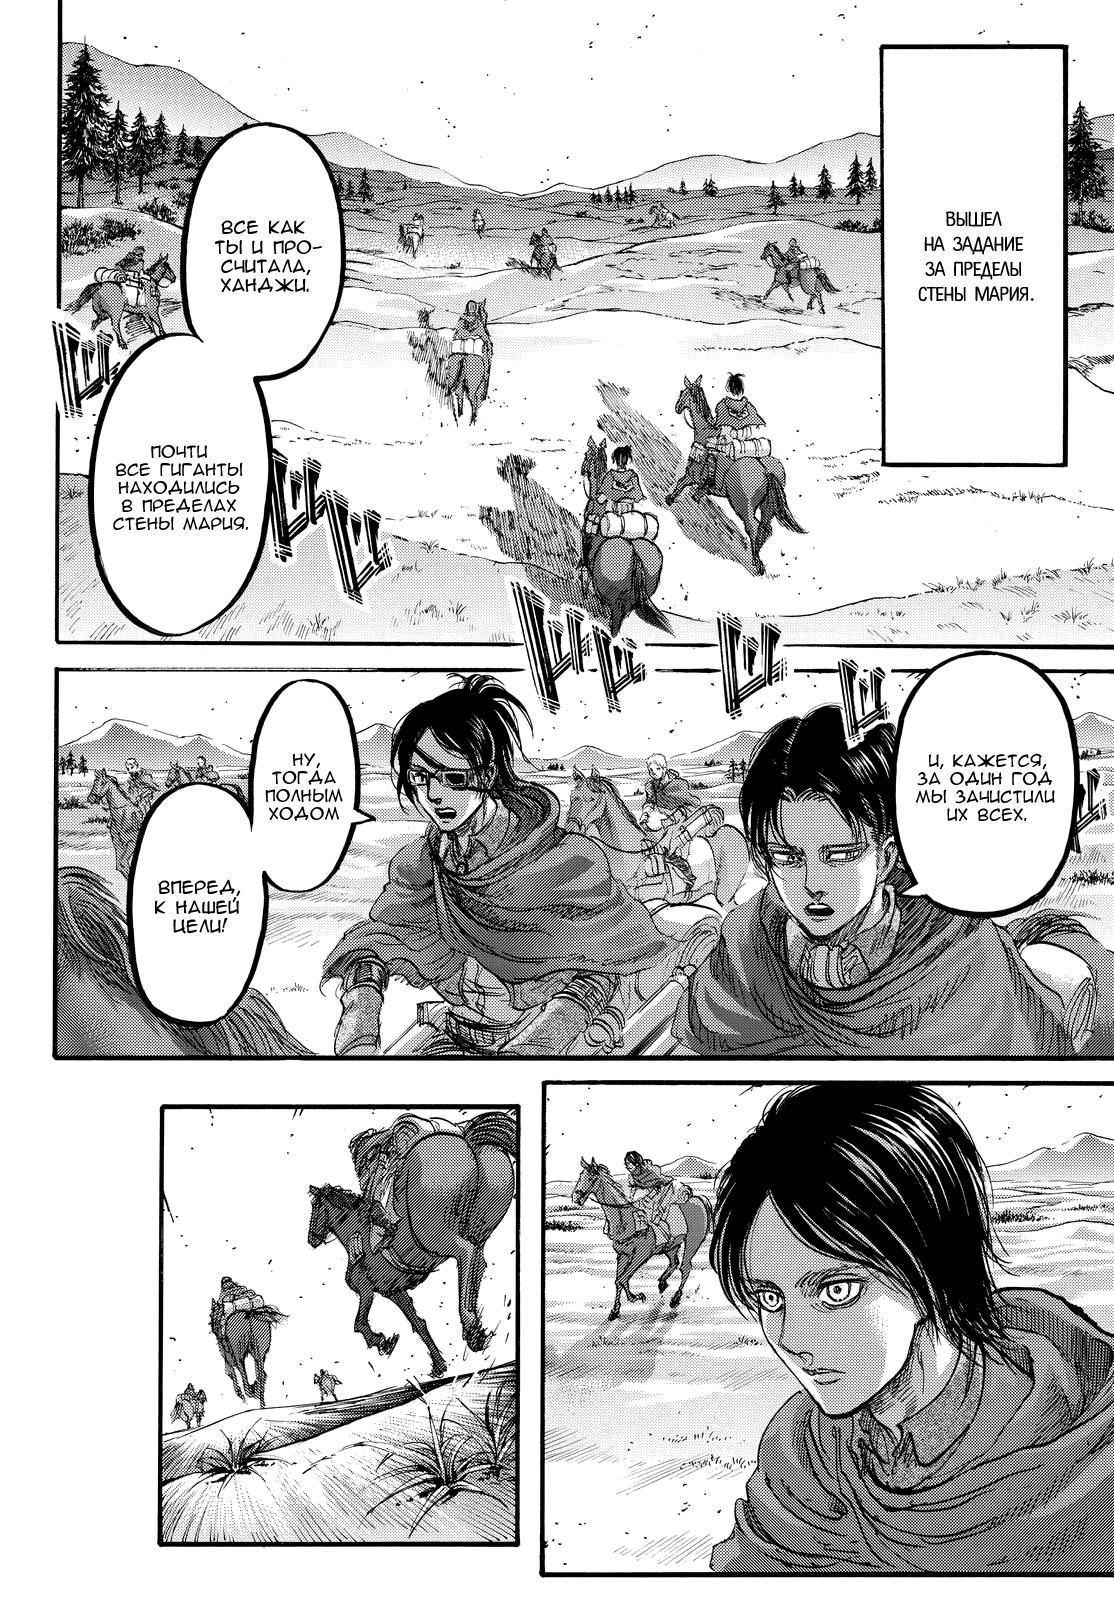 ВЫШЕЛ
НА ЗАДАНИЕ
ЗА ПРЕДЕЛЫ
СТЕНЫ МАРИЯ.
ВСЕ КАК
ТЫ И ПРО-
СЧИТАЛА,
ХАНДЖИ.
ПОЧТИ
ВСЕ ГИГАНТЫ
НАХОДИЛИСЬ
В ПРЕДЕЛАХ
СТЕНЫ МАРИЯ.
И, КАЖЕТСЯ,
ЗА ОДИН ГОД
МЫ ЗАЧИСТИЛИ
ИХ ВСЕХ.
НУ,
ТОГДА
ПОЛНЫМ
ХОДОМ
ВПЕРЕД,
К НАШЕЙ
ЦЕЛИ!